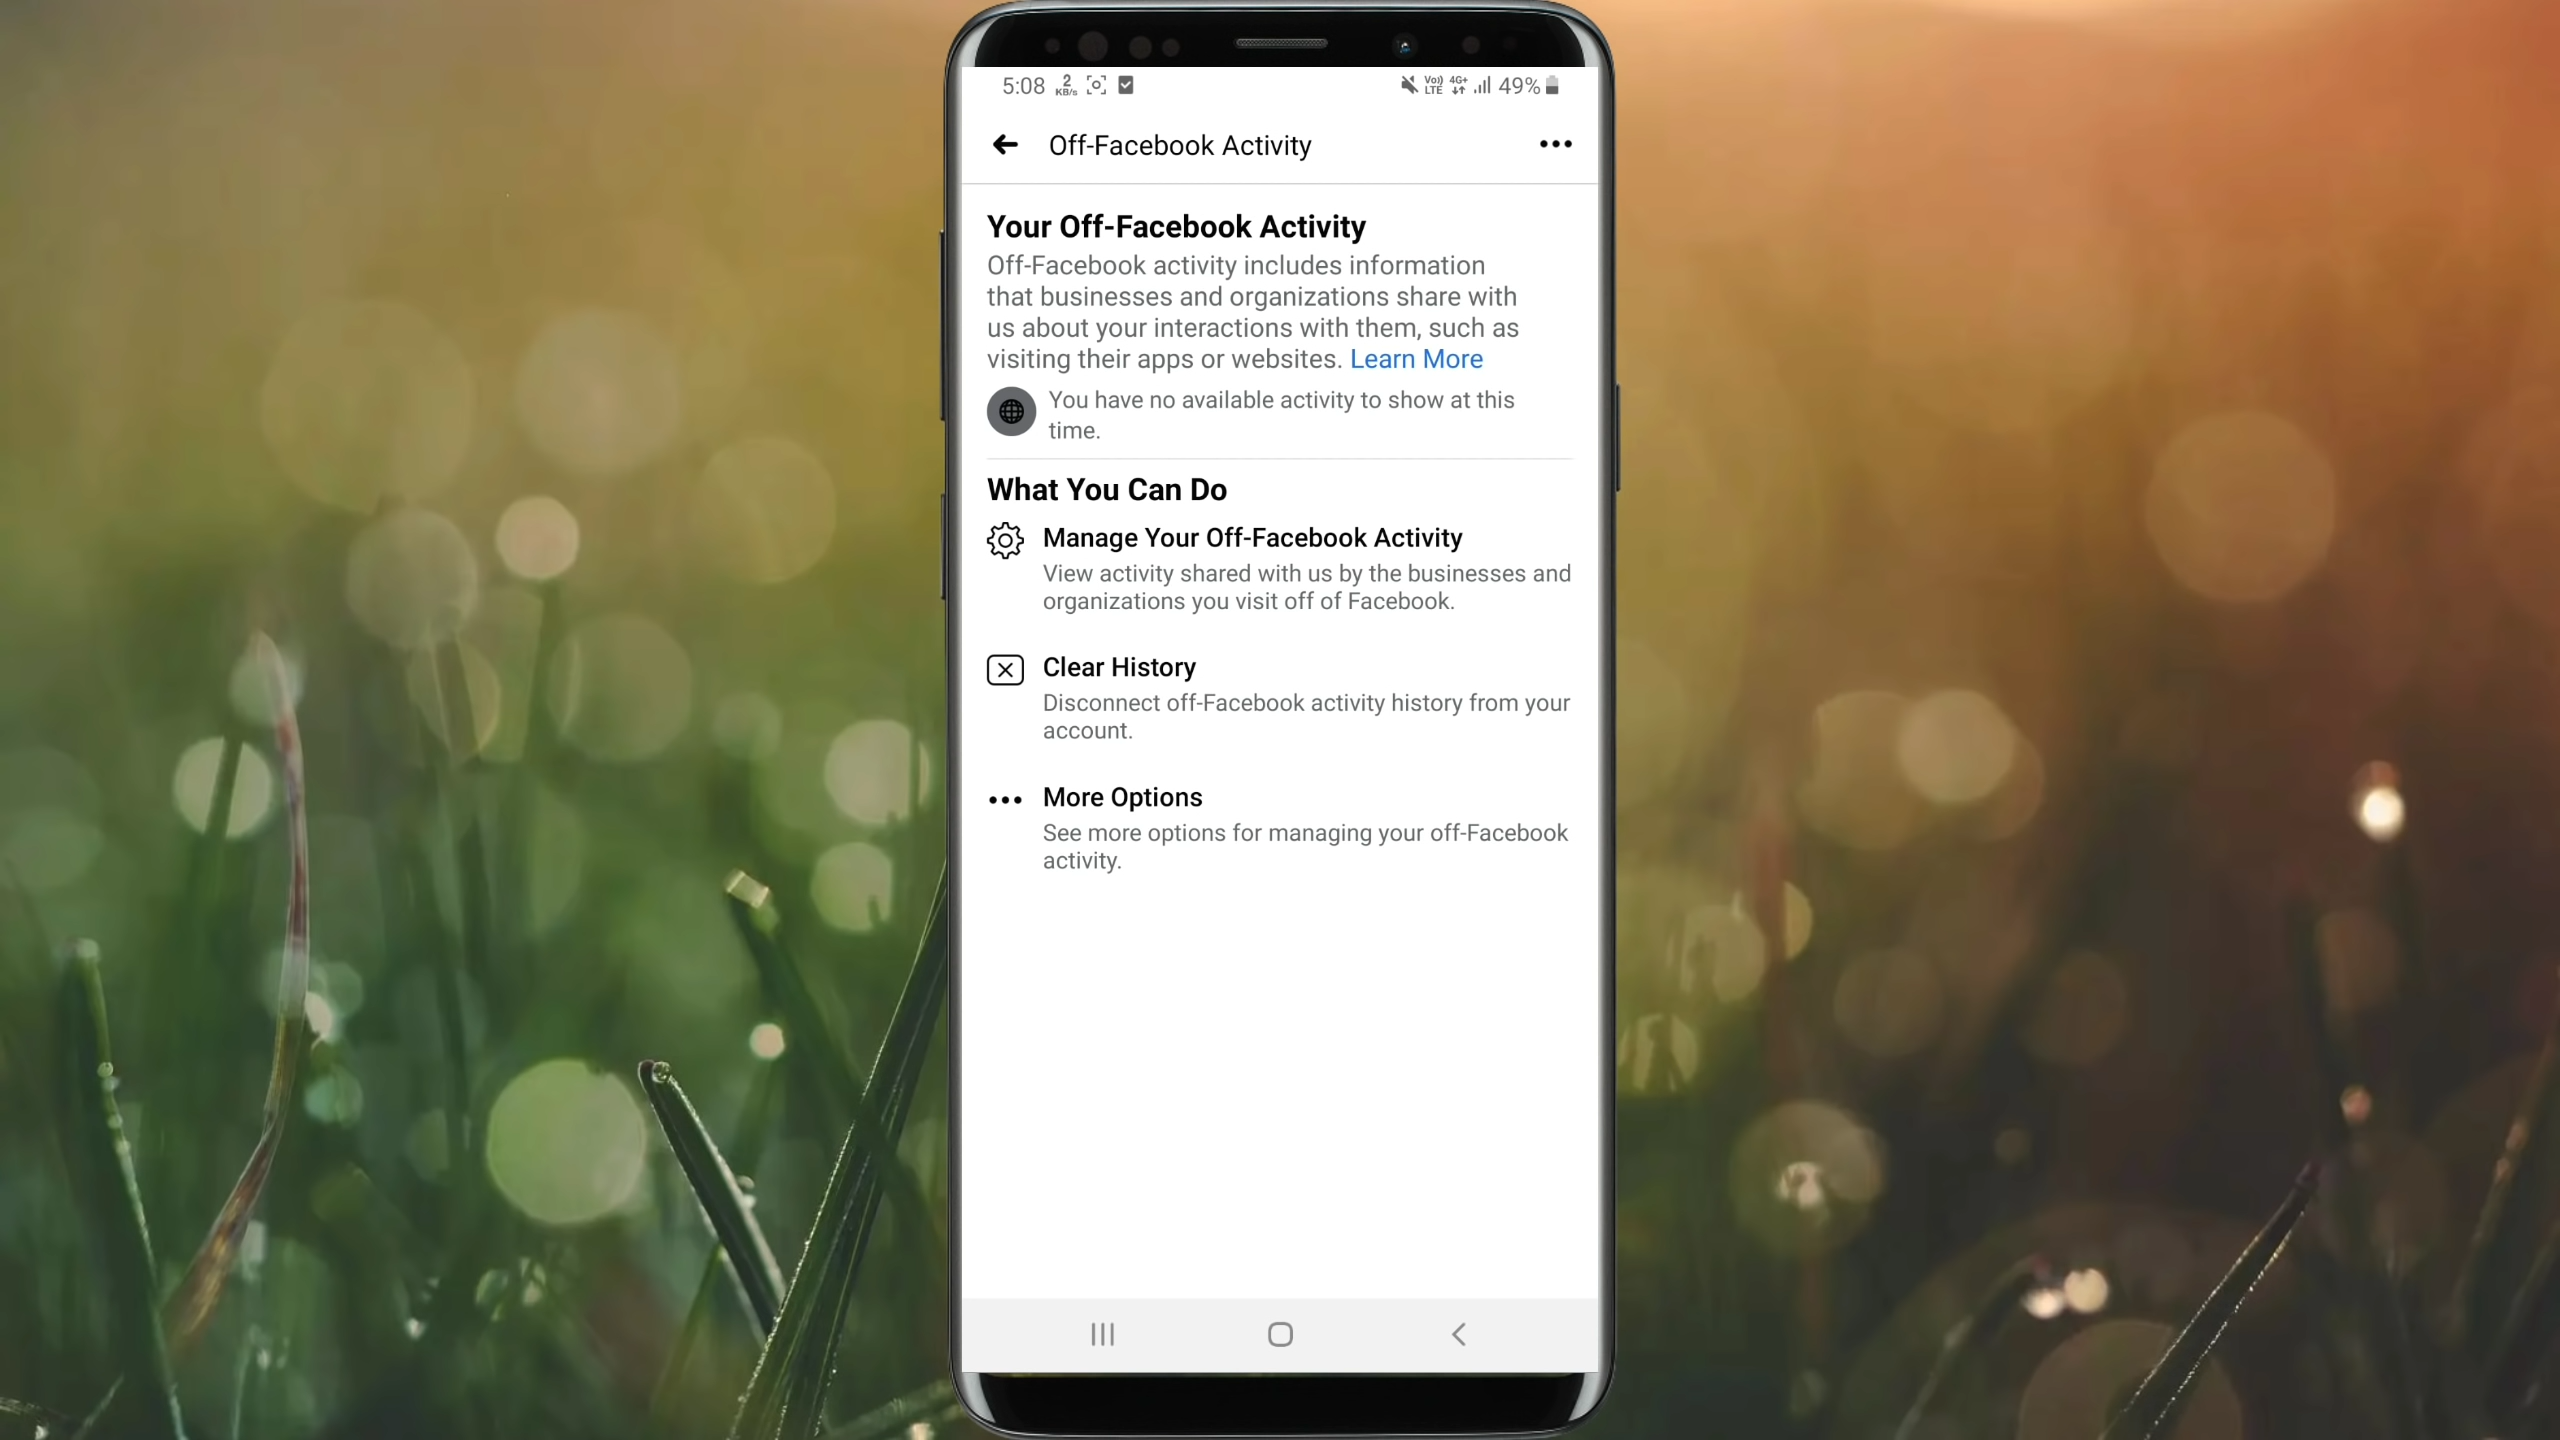 5:08 2 KB/s Vo)) LTE 4G+ 49%
Off-Facebook Activity
Your Off-Facebook Activity
Off-Facebook activity includes information
that businesses and organizations share with
us about your interactions with them, such as
visiting their apps or websites. Learn More
You have no available activity to show at this
time.
What You Can Do
Manage Your Off-Facebook Activity
View activity shared with us by the businesses and
organizations you visit off of Facebook.
Clear History
Disconnect off-Facebook activity history from your
account.
More Options
See more options for managing your off-Facebook
activity.